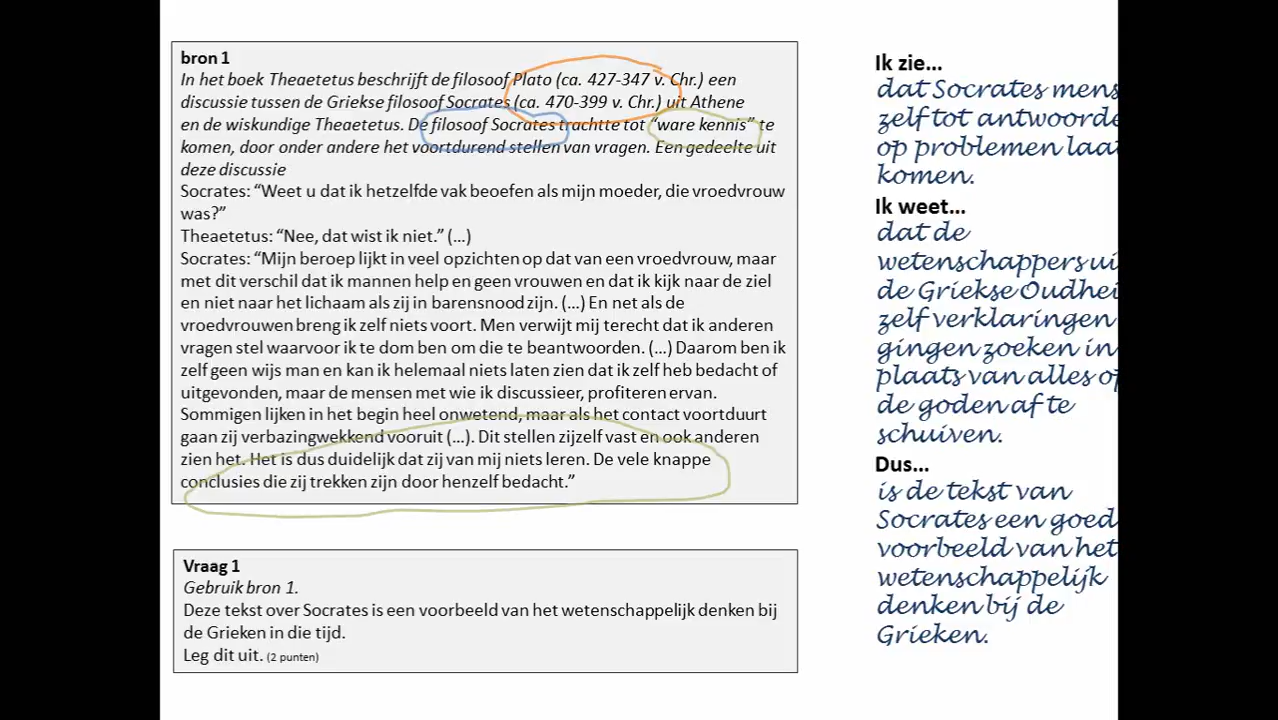 bron 1
In het boek Theaetetus beschrijft de filosoof Plato (ca. 427-347 v. Chr.) een
discussie tussen de Griekse filosoof Socrates (ca. 470-399 v. Chr.) uit Athene
en de wiskundige Theaetetus. De filosoof Socrates trachtte tot “ware kennis” te
komen, door onder andere het voortdurend stellen van vragen. Een gedeelte uit
deze discussie
Socrates: “Weet u dat ik hetzelfde vak beoefen als mijn moeder, die vroedvrouw
was?”
Theaetetus: “Nee, dat wist ik niet.” (…)
Socrates: “Mijn beroep lijkt in veel opzichten op dat van een vroedvrouw, maar
met dit verschil dat ik mannen help en geen vrouwen en dat ik kijk naar de ziel
en niet naar het lichaam als zij in barensnood zijn. (…) En net als de
vroedvrouwen breng ik zelf niets voort. Men verwijt mij terecht dat ik anderen
vragen stel waarvoor ik te dom ben om die te beantwoorden. (…) Daarom ben ik
zelf geen wijs man en kan ik helemaal niets laten zien dat ik zelf heb bedacht of
uitgevonden, maar de mensen met wie ik discussieer, profiteren ervan.
Sommigen lijken in het begin heel onwetend, maar als het contact voortduurt
gaan zij verbazingwekkend vooruit (…). Dit stellen zijzelf vast en ook anderen
zien het. Het is dus duidelijk dat zij van mij niets leren. De vele knappe
conclusies die zij trekken zijn door henzelf bedacht.”
Vraag 1
Gebruik bron 1.
Deze tekst over Socrates is een voorbeeld van het wetenschappelijk denken bij
de Grieken in die tijd.
Leg dit uit. (2 punten)
Ik zie...
dat Socrates mens
zelf tot antwoorde
op problemen laa
komen.
Ik weet...
dat de
wetenschappers ui
de Griekse Oudhei
zelf verklaringen
gingen zoeken in
plaats van alles op
de goden af te
schuiven.
Dus...
is de tekst van
Socrates een goed
voorbeeld van het
wetenschappelijk
denken bij de
Grieken.